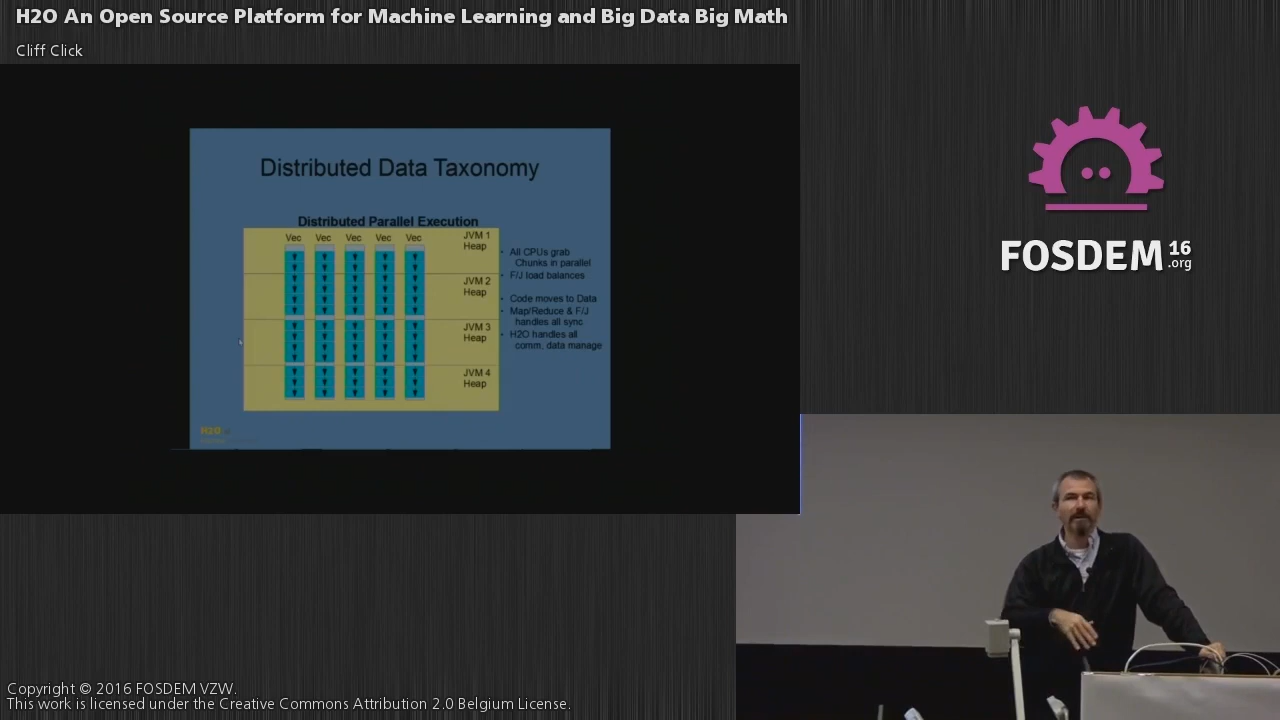 H2O An Open Source Platform for Machine Learning and Big Data Big Math
Cliff Click
Distributed Data Taxonomy
Distributed Parallel Execution
Vec Vec Vec Vec Vec
JVM 1
Heap
JVM 2
Heap
JVM 3
Heap
JVM 4
Heap
• All CPUs grab
Chunks in parallel
• F/J load balances
• Code moves to Data
• Map/Reduce & F/J
handles all sync
• H2O handles all
comm, data manage
H2O
FOSDEM 16
.org
Copyright © 2016 FOSDEM VZW.
This work is licensed under the Creative Commons Attribution 2.0 Belgium License.